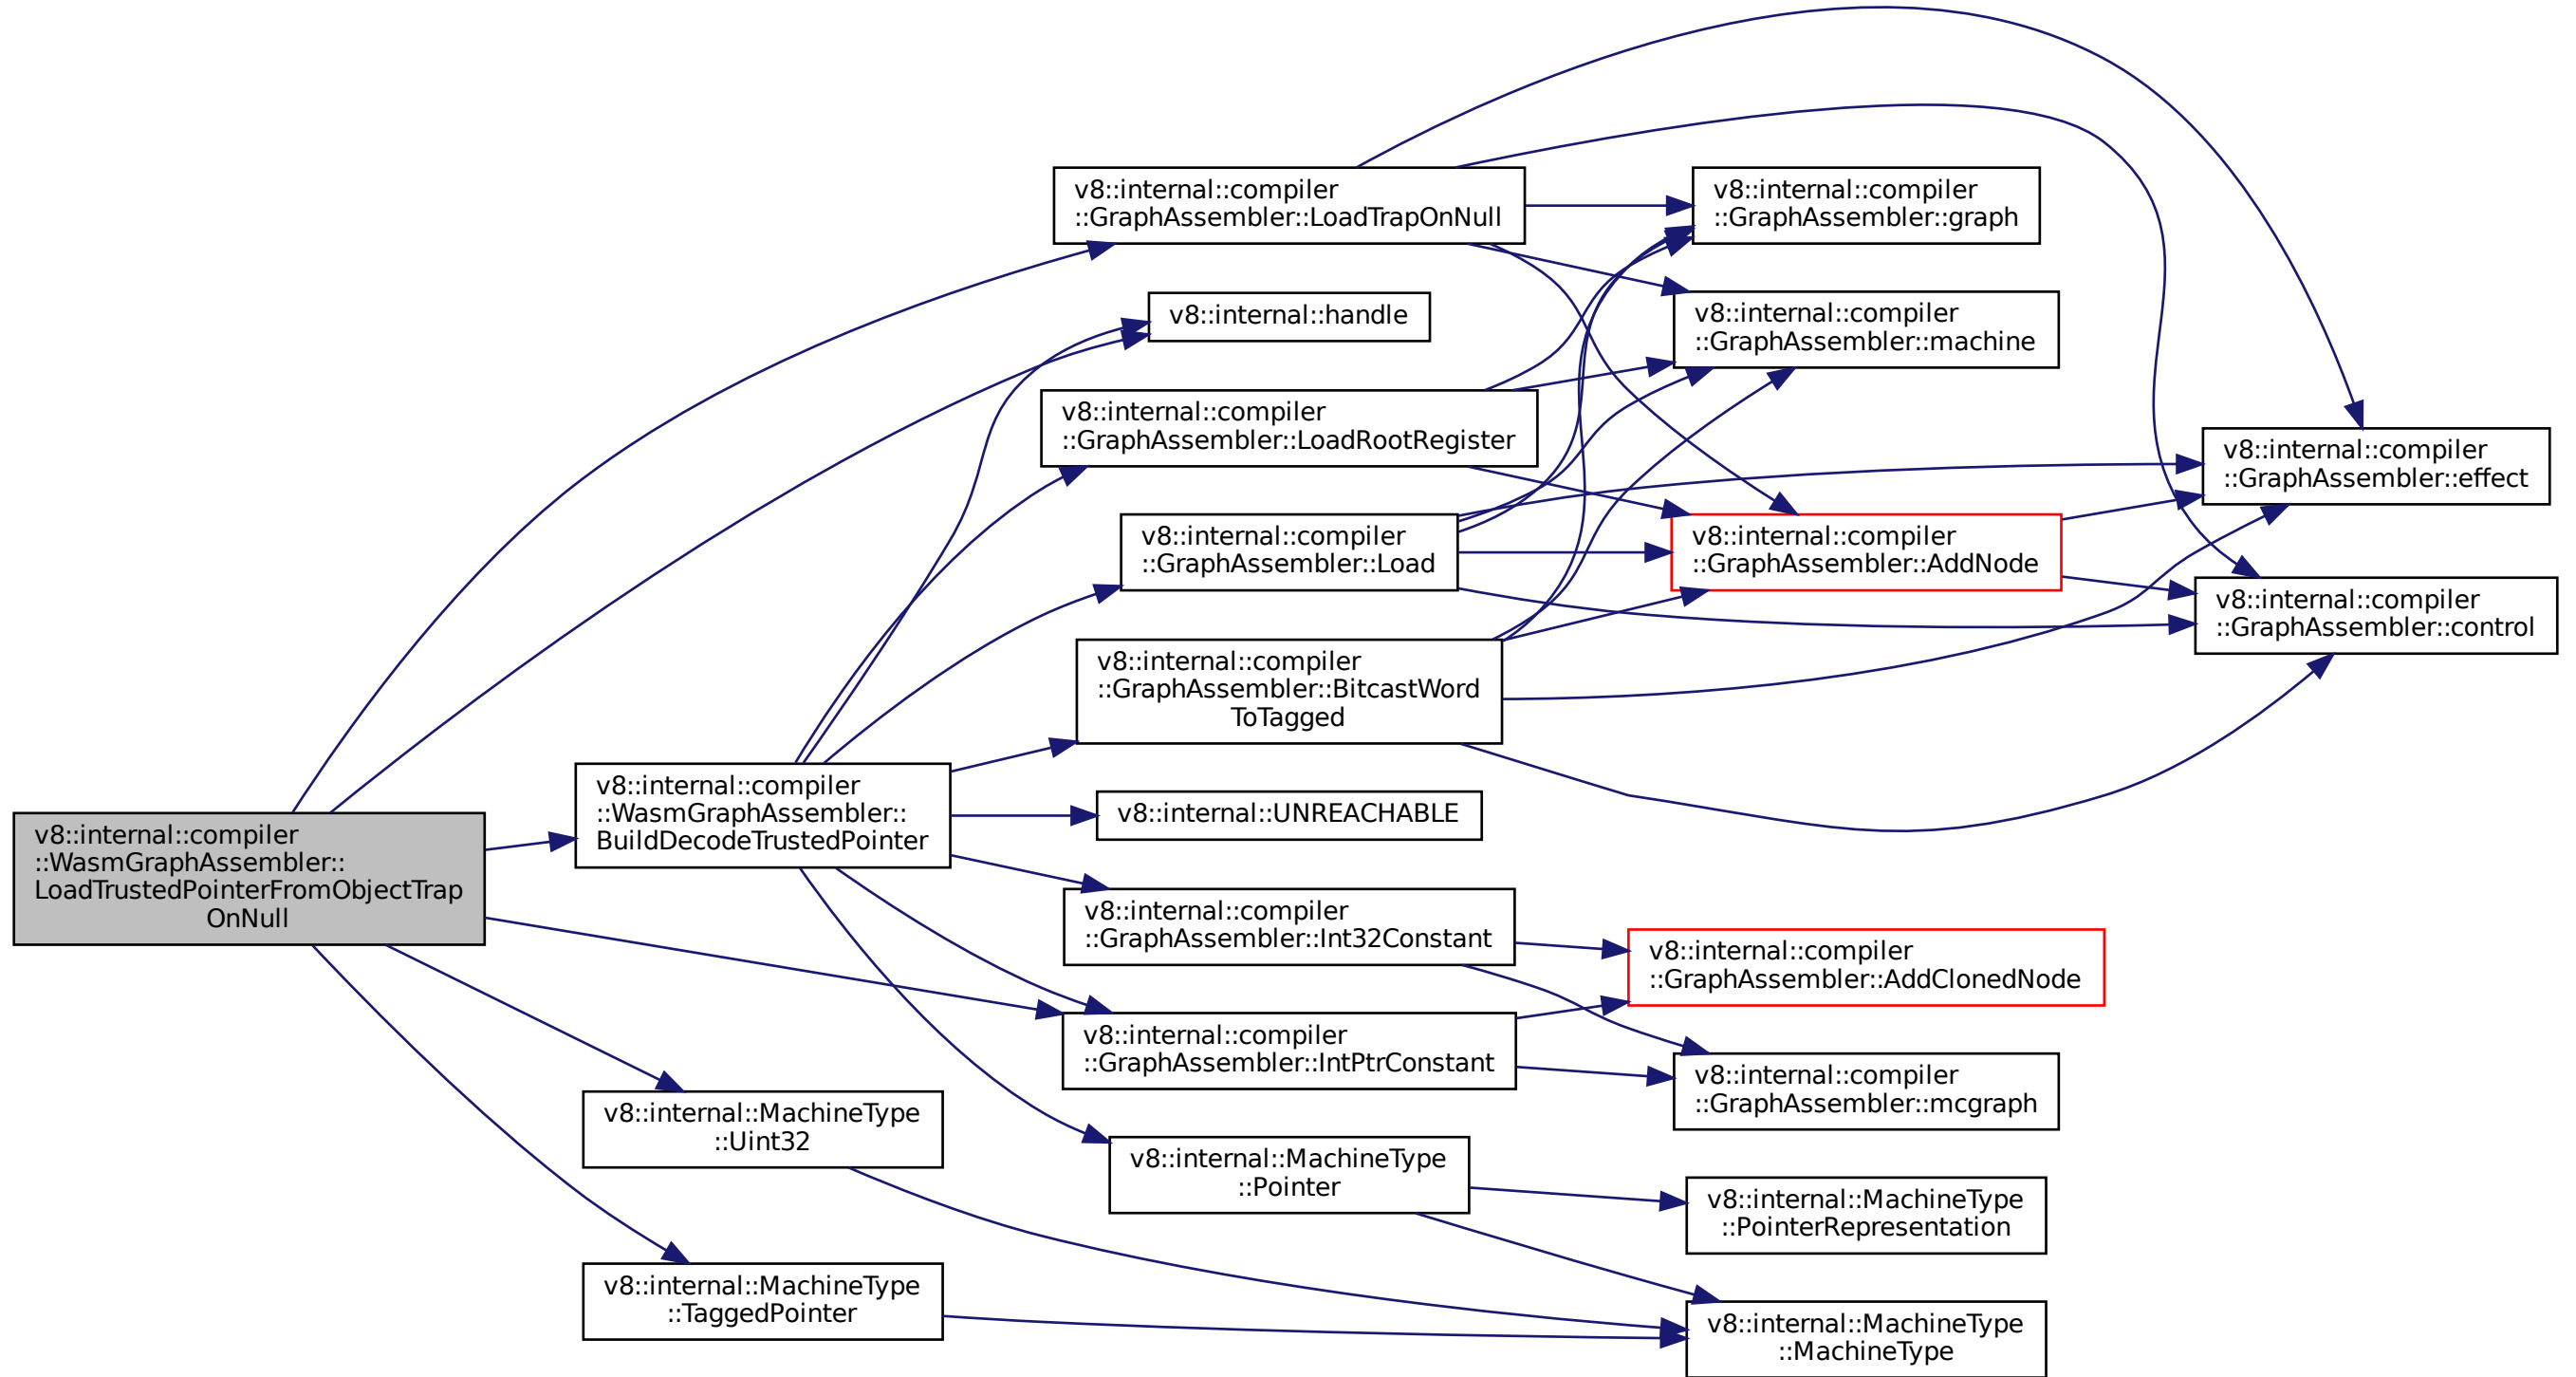 v8::internal::compiler
::WasmGraphAssembler::
LoadTrustedPointerFromObjectTrap
OnNull
v8::internal::compiler
::WasmGraphAssembler::
BuildDecodeTrustedPointer
v8::internal::MachineType
::Uint32
v8::internal::MachineType
::TaggedPointer
v8::internal::compiler
::GraphAssembler::LoadTrapOnNull
v8::internal::handle
v8::internal::compiler
::GraphAssembler::LoadRootRegister
v8::internal::compiler
::GraphAssembler::Load
v8::internal::compiler
::GraphAssembler::BitcastWord
ToTagged
v8::internal::UNREACHABLE
v8::internal::compiler
::GraphAssembler::Int32Constant
v8::internal::compiler
::GraphAssembler::IntPtrConstant
v8::internal::MachineType
::Pointer
v8::internal::compiler
::GraphAssembler::graph
v8::internal::compiler
::GraphAssembler::machine
v8::internal::compiler
::GraphAssembler::AddNode
v8::internal::compiler
::GraphAssembler::AddClonedNode
v8::internal::compiler
::GraphAssembler::mcgraph
v8::internal::MachineType
::PointerRepresentation
v8::internal::MachineType
::MachineType
v8::internal::compiler
::GraphAssembler::effect
v8::internal::compiler
::GraphAssembler::control